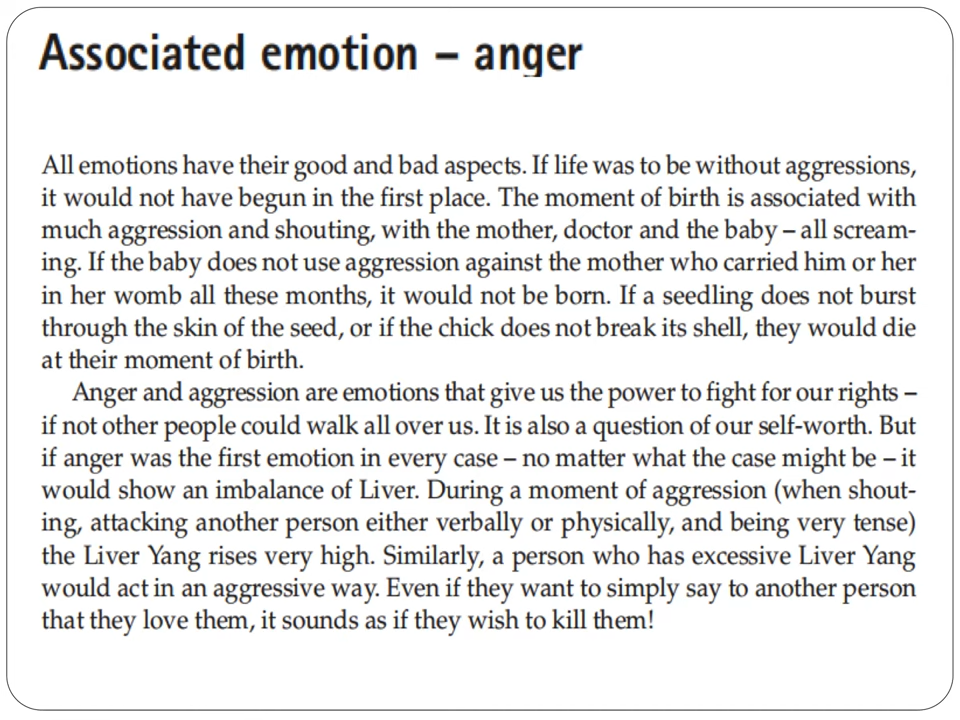 Associated emotion – anger
All emotions have their good and bad aspects. If life was to be without aggressions,
it would not have begun in the first place. The moment of birth is associated with
much aggression and shouting, with the mother, doctor and the baby – all scream-
ing. If the baby does not use aggression against the mother who carried him or her
in her womb all these months, it would not be born. If a seedling does not burst
through the skin of the seed, or if the chick does not break its shell, they would die
at their moment of birth.
Anger and aggression are emotions that give us the power to fight for our rights –
if not other people could walk all over us. It is also a question of our self-worth. But
if anger was the first emotion in every case – no matter what the case might be – it
would show an imbalance of Liver. During a moment of aggression (when shout-
ing, attacking another person either verbally or physically, and being very tense)
the Liver Yang rises very high. Similarly, a person who has excessive Liver Yang
would act in an aggressive way. Even if they want to simply say to another person
that they love them, it sounds as if they wish to kill them!